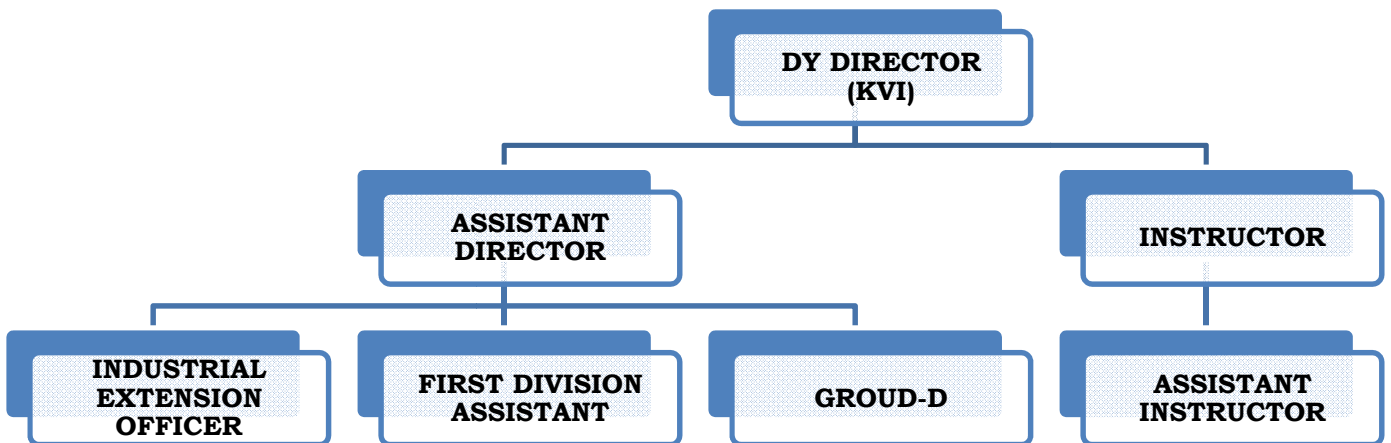 DY DIRECTOR
(KVI)
ASSISTANT
DIRECTOR
INSTRUCTOR
INDUSTRIAL
EXTENSION
OFFICER
FIRST DIVISION
ASSISTANT
GROUD-D
ASSISTANT
INSTRUCTOR